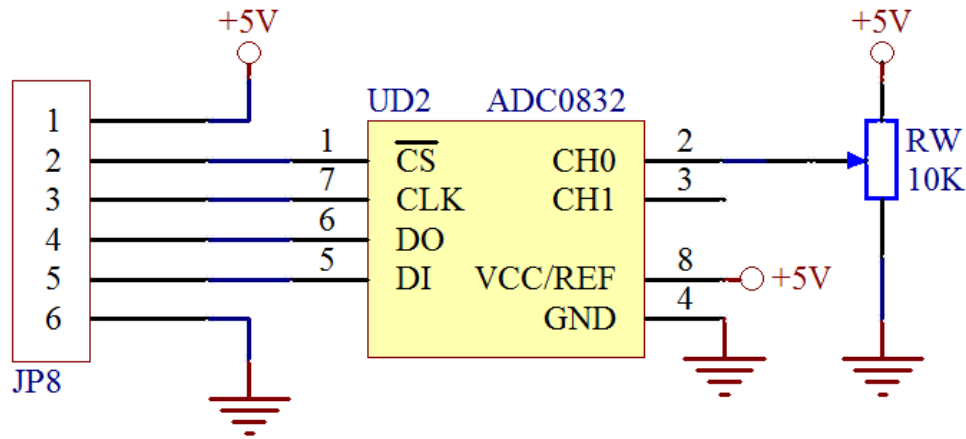 +5V
+5V
UD2 ADC0832
1
2
3
4
5
6
JP8
1
7
6
5
CS
CLK
DO
DI
CH0
CH1
VCC/REF
GND
2
3
8
4
+5V
RW
10K